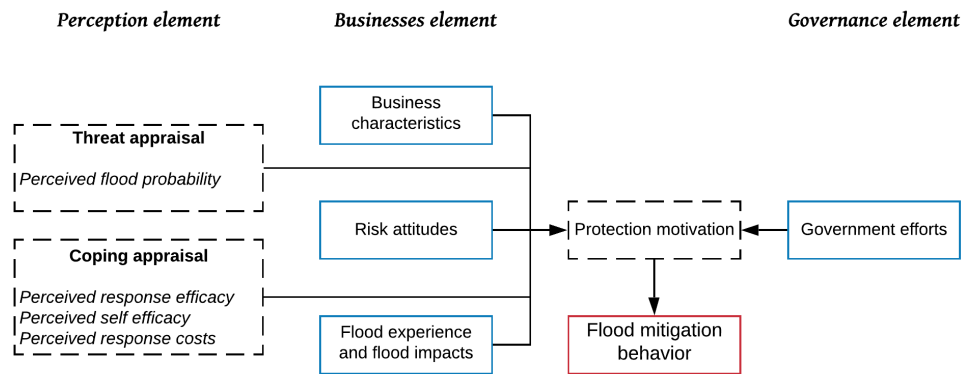 Perception element
Businesses element
Governance element
Business
characteristics
Threat appraisal
Perceived flood probability
Risk attitudes
Protection motivation
Government efforts
Coping appraisal
Perceived response efficacy
Perceived self efficacy
Perceived response costs
Flood experience
and flood impacts
Flood mitigation
behavior